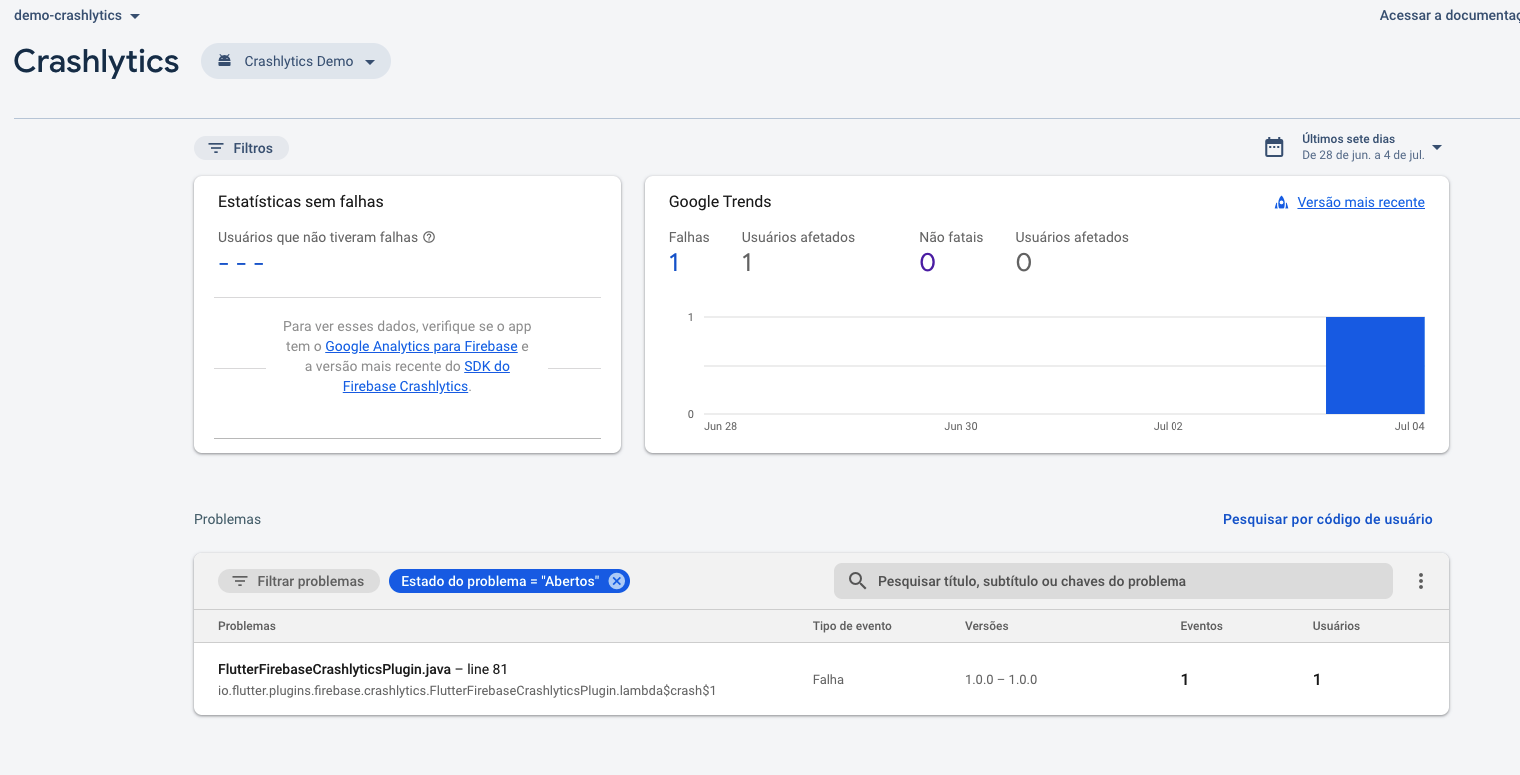 demo-crashlytics
Acessar a documentaç
Crashlytics
Crashlytics Demo
Filtros
Últimos sete dias
De 28 de jun. a 4 de jul.
Estatísticas sem falhas
Usuários que não tiveram falhas
- - -
Para ver esses dados, verifique se o app
tem o Google Analytics para Firebase e
a versão mais recente do SDK do
Firebase Crashlytics.
Google Trends
Versão mais recente
Falhas
1
Usuários afetados
1
Não fatais
0
Usuários afetados
0
1
0
Jun 28
Jun 30
Jul 02
Jul 04
Problemas
Pesquisar por código de usuário
Filtrar problemas
Estado do problema = "Abertos"
Pesquisar título, subtítulo ou chaves do problema
Problemas
Tipo de evento
Versões
Eventos
Usuários
FlutterFirebaseCrashlyticsPlugin.java – line 81
io.flutter.plugins.firebase.crashlytics.FlutterFirebaseCrashlyticsPlugin.lambda$crash$1
Falha
1.0.0 – 1.0.0
1
1